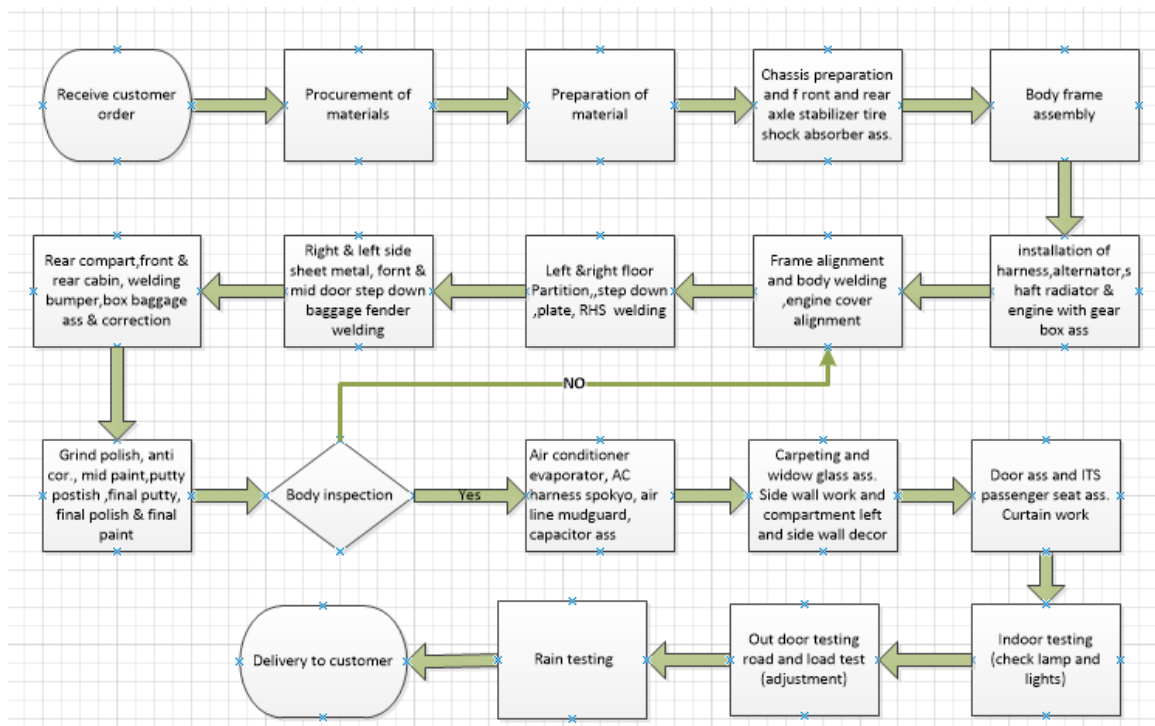 Receive customer
order
Procurement of
materials
Preparation of
material
Chassis preparation
and f ront and rear
axle stabilizer tire
shock absorber ass.
Body frame
assembly
installation of
harness,alternator,s
haft radiator &
engine with gear
box ass
Frame alignment
and body welding
,engine cover
alignment
Left &right floor
Partition,,step down
,plate, RHS welding
Right & left side
sheet metal, fornt &
mid door step down
baggage fender
welding
Rear compart,front &
rear cabin, welding
bumper,box baggage
ass & correction
NO
Grind polish, anti
cor., mid paint,putty
postish ,final putty,
final polish & final
paint
Body inspection
Yes
Air conditioner
evaporator, AC
harness spokyo, air
line mudguard,
capacitor ass
Carpeting and
widow glass ass.
Side wall work and
compartment left
and side wall decor
Door ass and ITS
passenger seat ass.
Curtain work
Indoor testing
(check lamp and
lights)
Out door testing
road and load test
(adjustment)
Rain testing
Delivery to customer